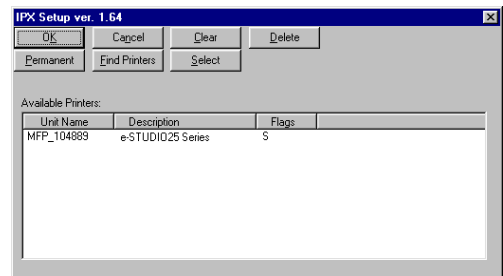 IPX Setup ver. 1.64
OK Cancel Clear Delete
Permanent Find Printers Select
Available Printers:
Unit Name Description Flags
MFP_104889 e-STUDIO25 Series S